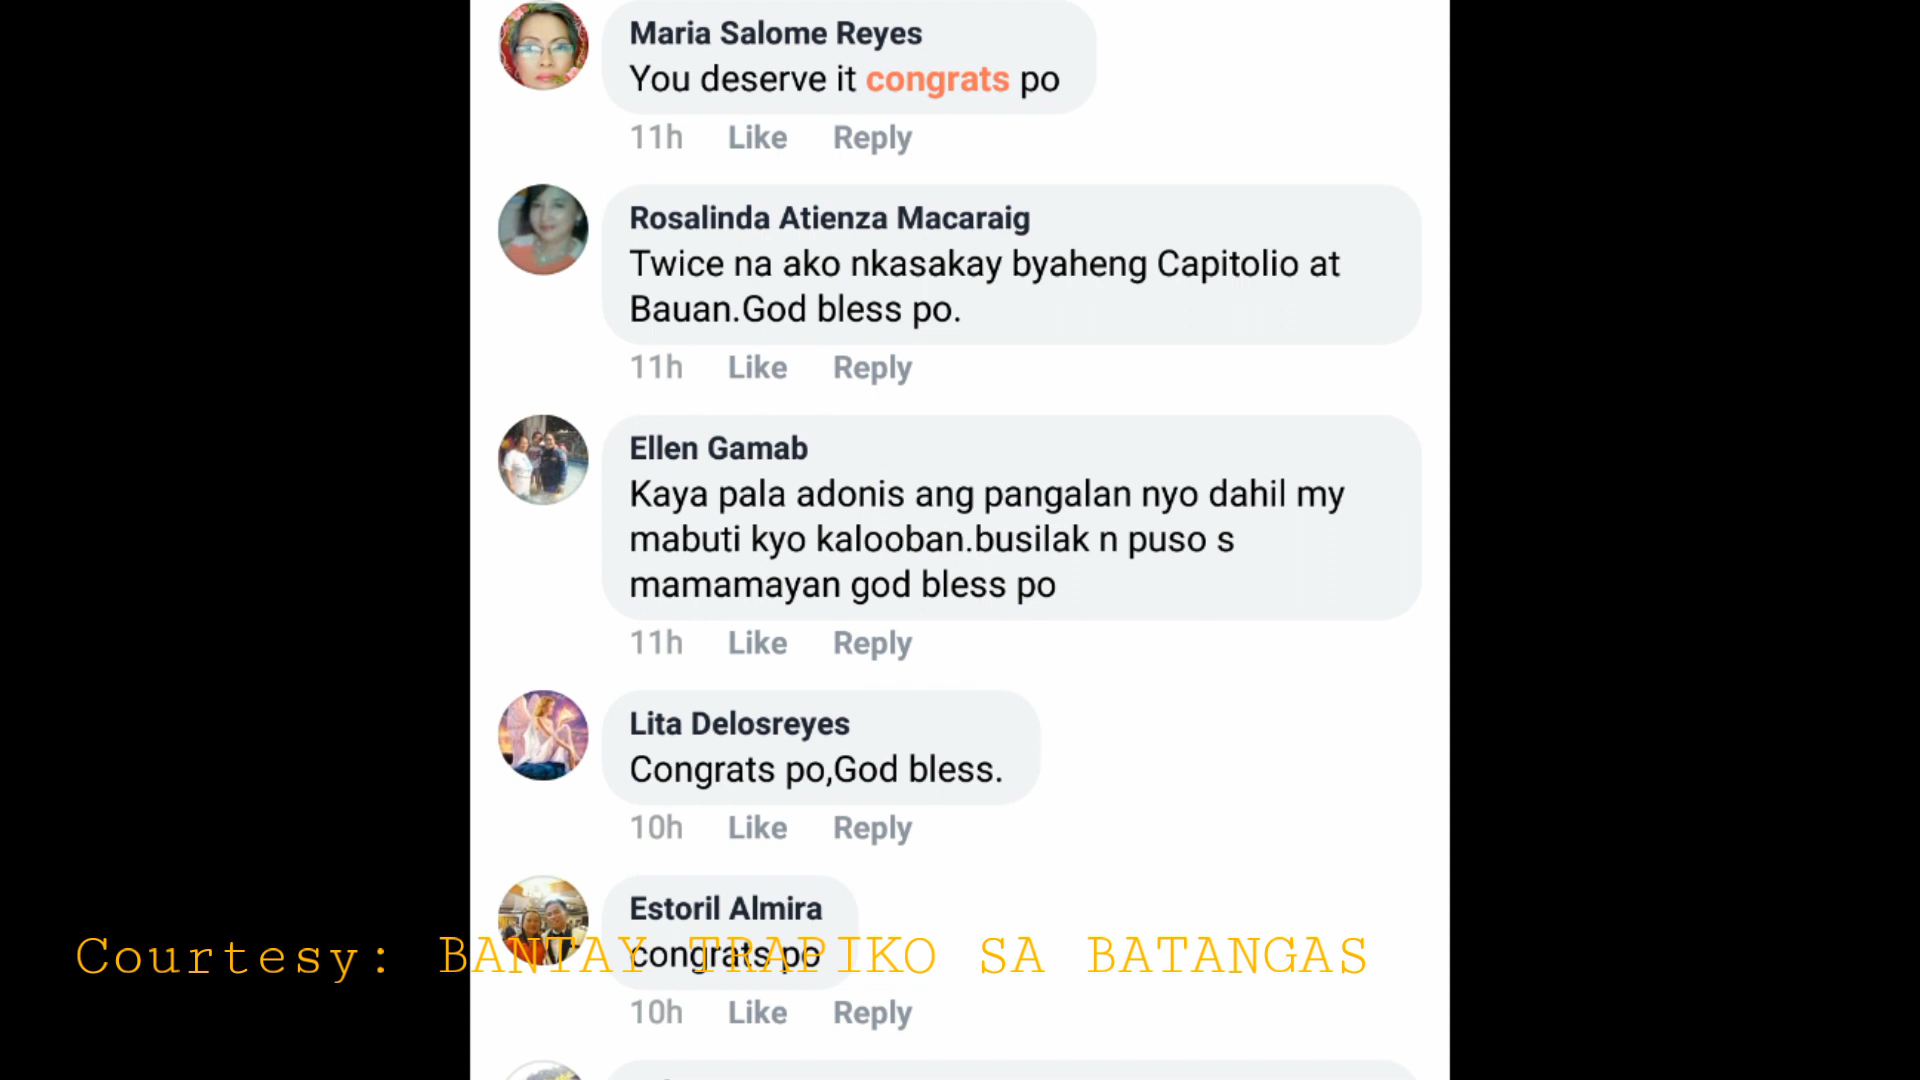 Maria Salome Reyes
You deserve it congrats po
11h Like Reply
Rosalinda Atienza Macaraig
Twice na ako nkasakay byaheng Capitolio at
Bauan.God bless po.
11h Like Reply
Ellen Gamab
Kaya pala adonis ang pangalan nyo dahil my
mabuti kyo kalooban.busilak n puso s
mamamayan god bless po
11h Like Reply
Lita Delosreyes
Congrats po,God bless.
10h Like Reply
Estoril Almira
congrats po
Courtesy: BANTAY TRAPIKO SA BATANGAS
10h Like Reply